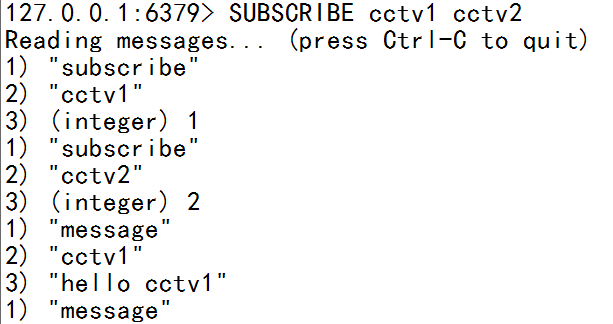 127.0.0.1:6379> SUBSCRIBE cctv1 cctv2
Reading messages... (press Ctrl-C to quit)
1) "subscribe"
2) "cctv1"
3) (integer) 1
1) "subscribe"
2) "cctv2"
3) (integer) 2
1) "message"
2) "cctv1"
3) "hello cctv1"
1) "message"